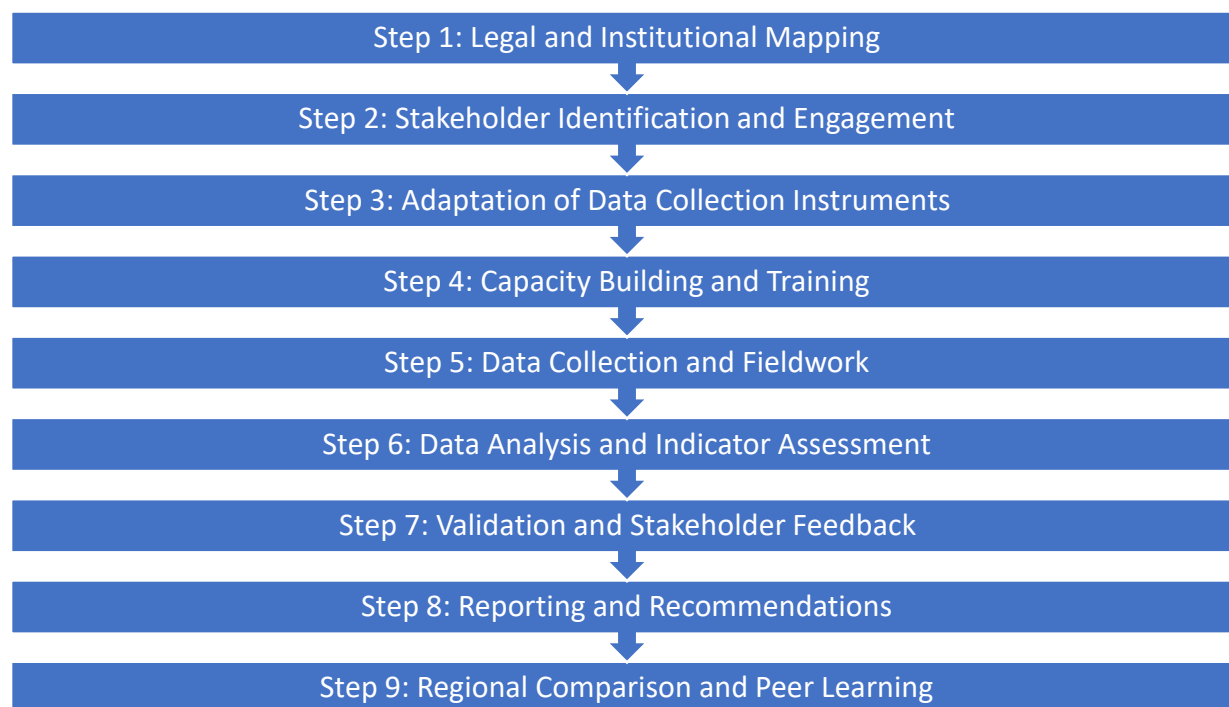 Step 1: Legal and Institutional Mapping
Step 2: Stakeholder Identification and Engagement
Step 3: Adaptation of Data Collection Instruments
Step 4: Capacity Building and Training
Step 5: Data Collection and Fieldwork
Step 6: Data Analysis and Indicator Assessment
Step 7: Validation and Stakeholder Feedback
Step 8: Reporting and Recommendations
Step 9: Regional Comparison and Peer Learning